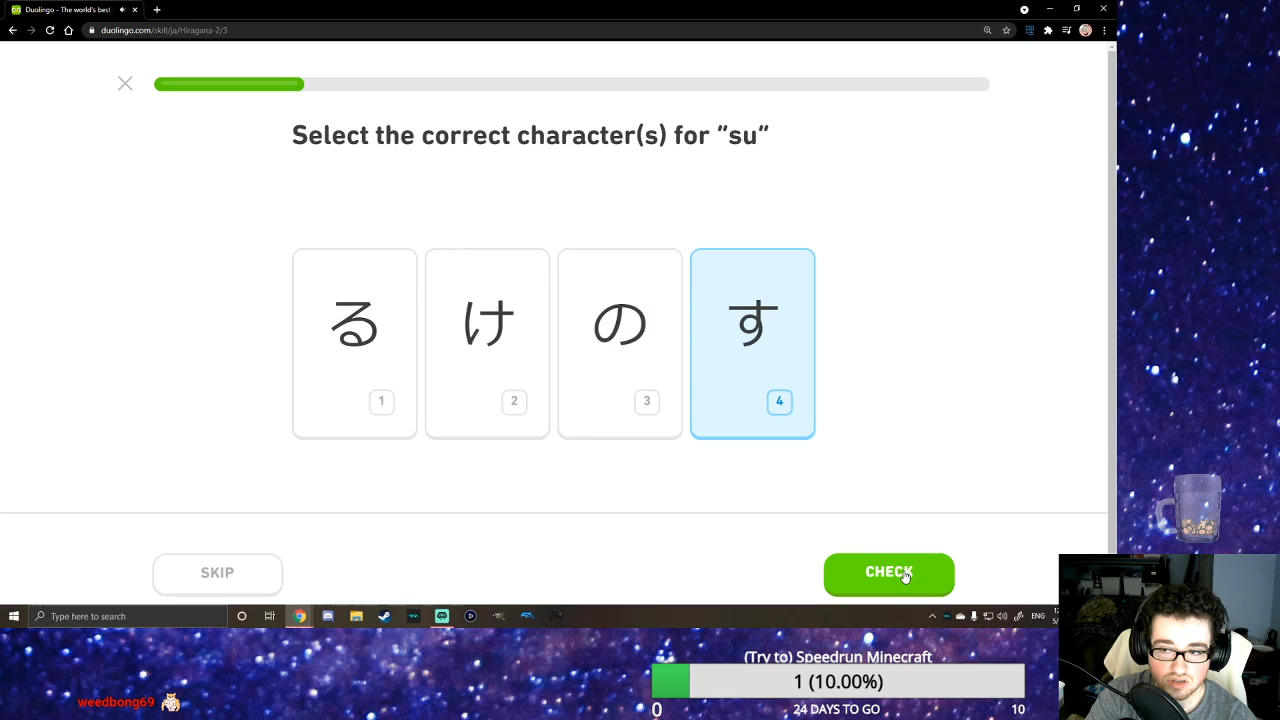 Duolingo - The world's best
duolingo.com/skill/ja/Hiragana-2/3
Select the correct character(s) for "su"
る け の す
1 2 3 4
SKIP
CHECK
Type here to search
ENG
(Try to) Speedrun Minecraft
1 (10.00%)
0 24 DAYS TO GO 10
weedbong69